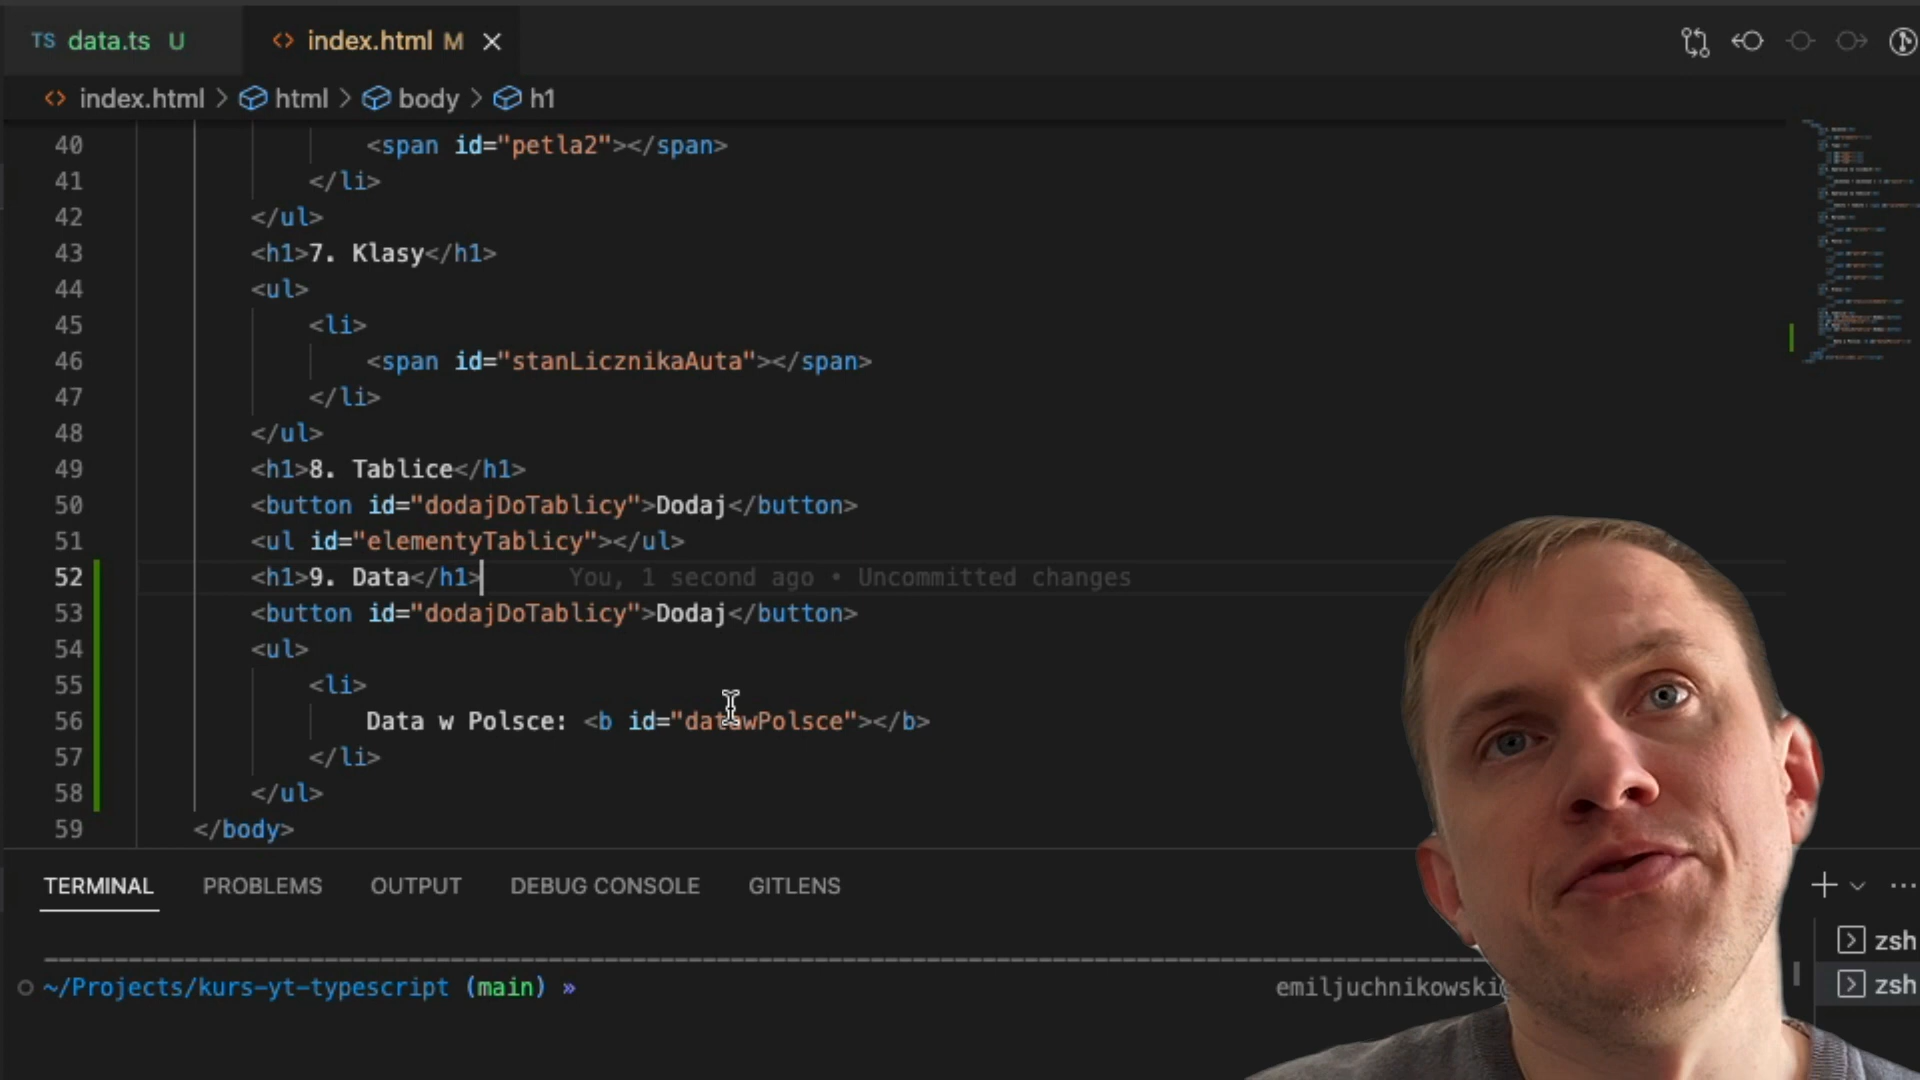 TS data.ts U <> index.html M ×
<> index.html > html > body > h1
40 <span id="petla2"></span>
41 </li>
42 </ul>
43 <h1>7. Klasy</h1>
44 <ul>
45 <li>
46 <span id="stanLicznikaAuta"></span>
47 </li>
48 </ul>
49 <h1>8. Tablice</h1>
50 <button id="dodajDoTablicy">Dodaj</button>
51 <ul id="elementyTablicy"></ul>
52 <h1>9. Data</h1> You, 1 second ago • Uncommitted changes
53 <button id="dodajDoTablicy">Dodaj</button>
54 <ul>
55 <li>
56 Data w Polsce: <b id="datawPolsce"></b>
57 </li>
58 </ul>
59 </body>
TERMINAL PROBLEMS OUTPUT DEBUG CONSOLE GITLENS
zsh
~/Projects/kurs-yt-typescript (main) » emiljuchnikowski@
zsh